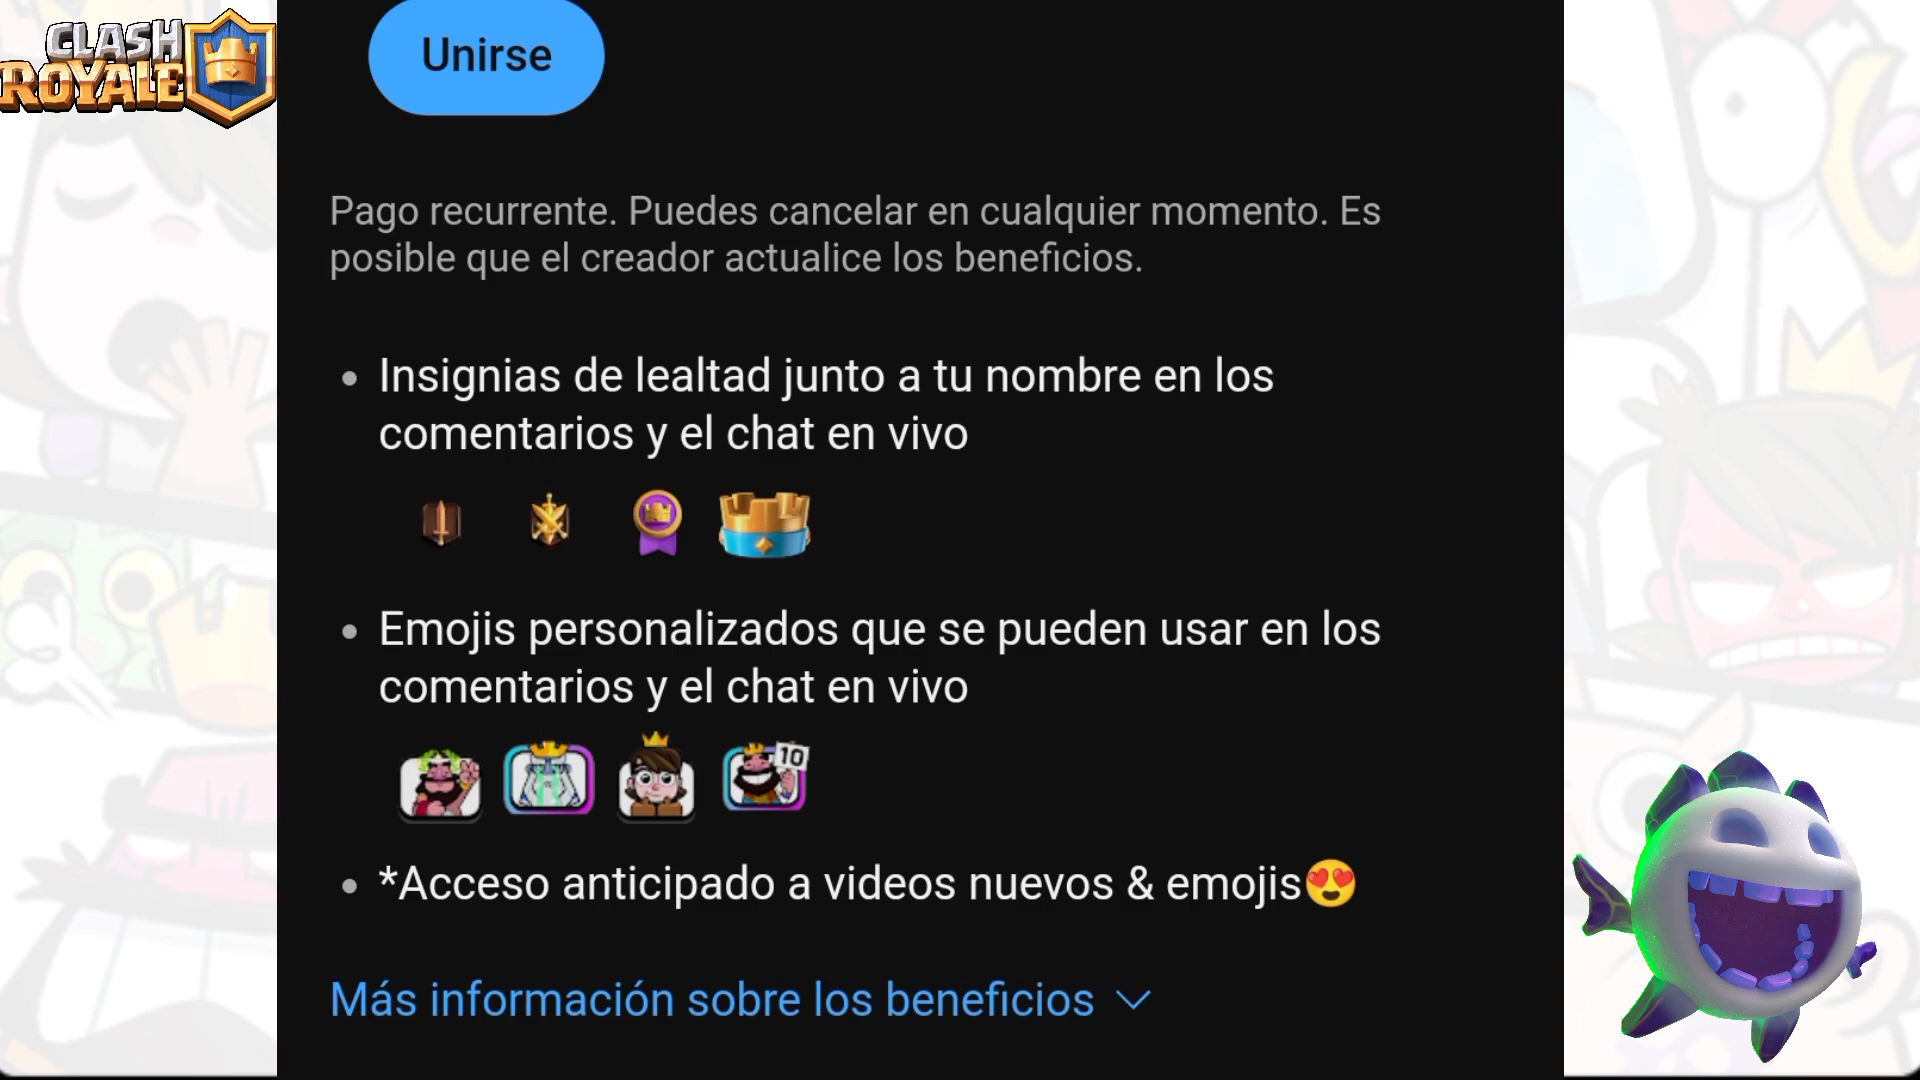 CLASH
ROYALE
Unirse
Pago recurrente. Puedes cancelar en cualquier momento. Es
posible que el creador actualice los beneficios.
Insignias de lealtad junto a tu nombre en los
comentarios y el chat en vivo
Emojis personalizados que se pueden usar en los
comentarios y el chat en vivo
10
*Acceso anticipado a videos nuevos & emojis😍
Más información sobre los beneficios